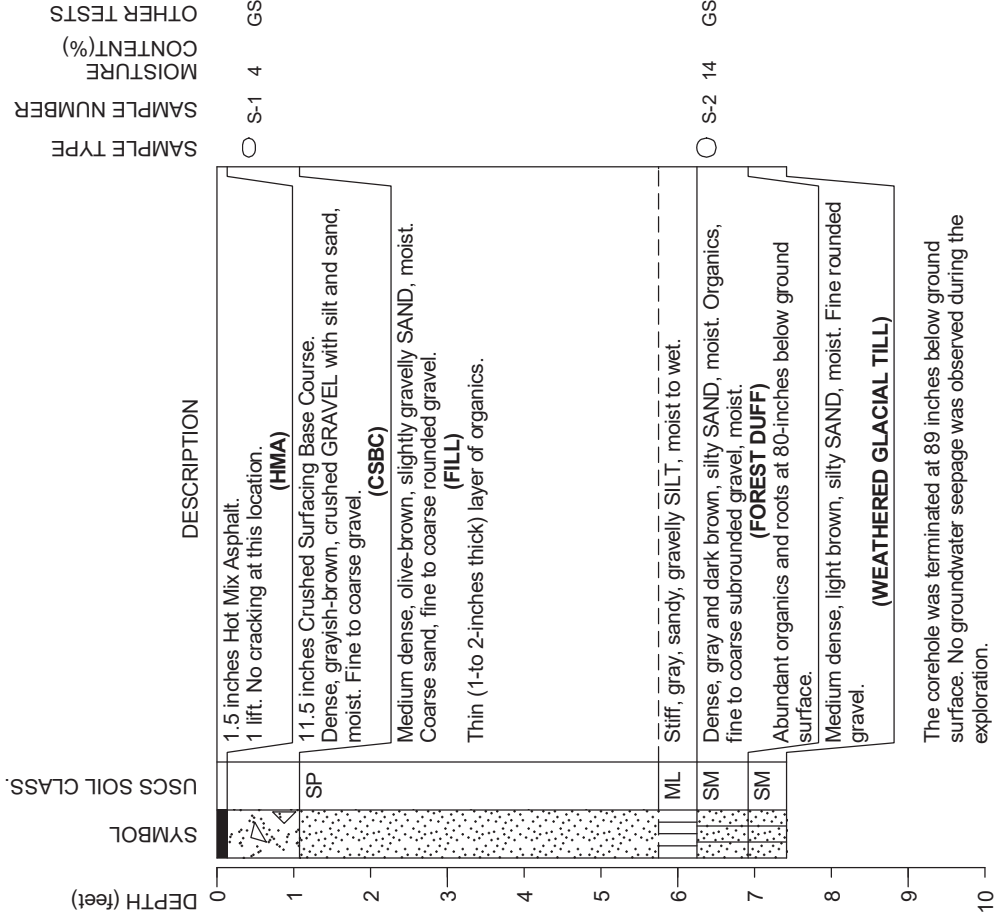 DEPTH (feet)
SYMBOL
USCS SOIL CLASS.
DESCRIPTION
SAMPLE TYPE
SAMPLE NUMBER
MOISTURE
CONTENT(%)
OTHER TESTS
0
1
2
3
4
5
6
7
8
9
10
SP
ML
SM
SM
1.5 inches Hot Mix Asphalt.
1 lift. No cracking at this location.
(HMA)
11.5 inches Crushed Surfacing Base Course.
Dense, grayish-brown, crushed GRAVEL with silt and sand,
moist. Fine to coarse gravel.
(CSBC)
Medium dense, olive-brown, slightly gravelly SAND, moist.
Coarse sand, fine to coarse rounded gravel.
(FILL)
Thin (1-to 2-inches thick) layer of organics.
Stiff, gray, sandy, gravelly SILT, moist to wet.
Dense, gray and dark brown, silty SAND, moist. Organics,
fine to coarse subrounded gravel, moist.
(FOREST DUFF)
Abundant organics and roots at 80-inches below ground
surface.
Medium dense, light brown, silty SAND, moist. Fine rounded
gravel.
(WEATHERED GLACIAL TILL)
The corehole was terminated at 89 inches below ground
surface. No groundwater seepage was observed during the
exploration.
S-1 4 GS
S-2 14 GS